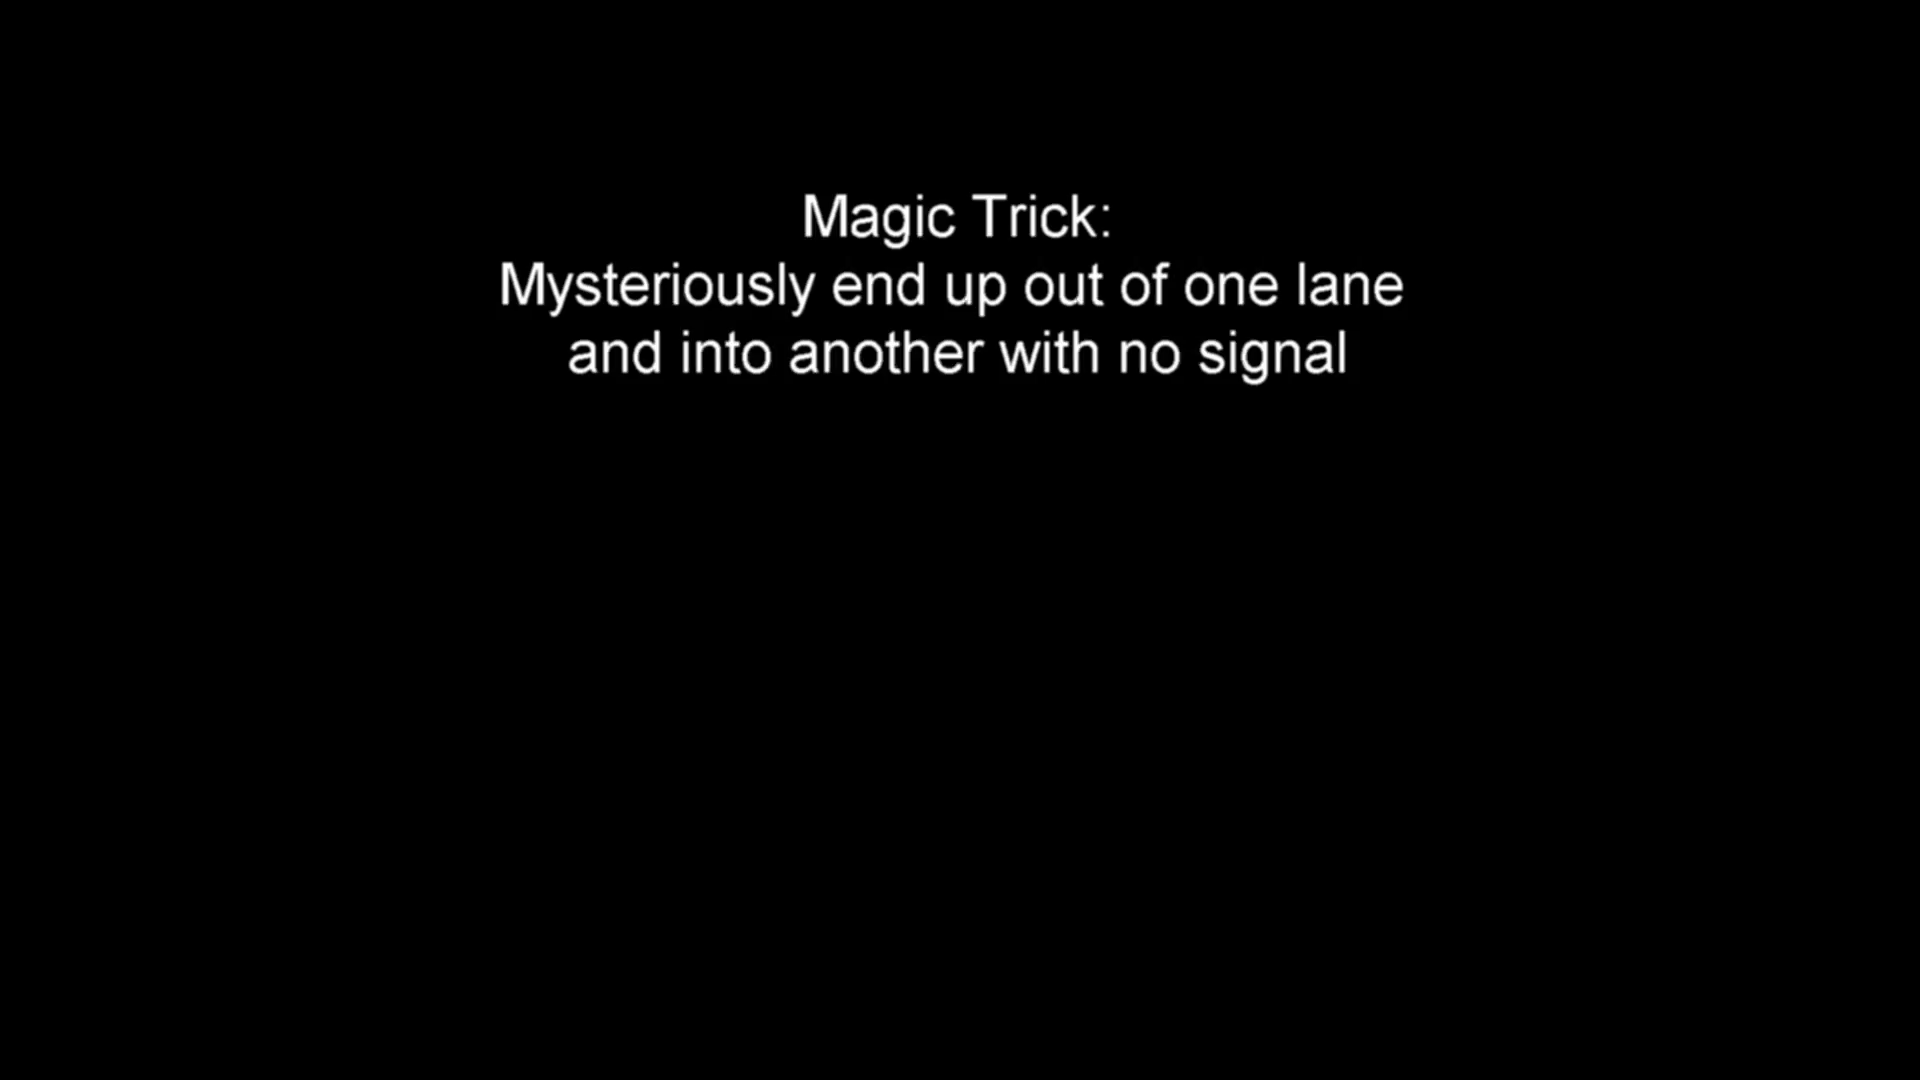 Magic Trick:
Mysteriously end up out of one lane
and into another with no signal